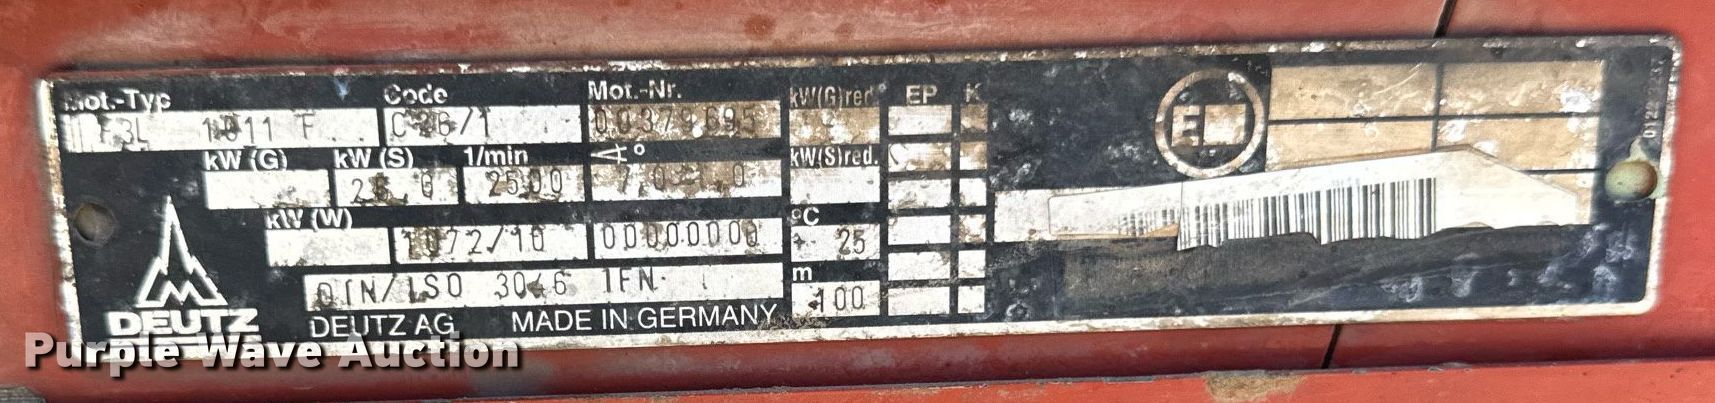 Mot.-Typ Code Mot.-Nr. kW(G)red. EP K
F3L 1011 F C26/1 00379695
kW (G) kW (S) 1/min ∢° kW(S)red.
2500
kW (W) °C
1072/10 00000000 25
DIN/ISO 3046 IFN m
100
DEUTZ DEUTZ AG MADE IN GERMANY
Purple Wave Auction